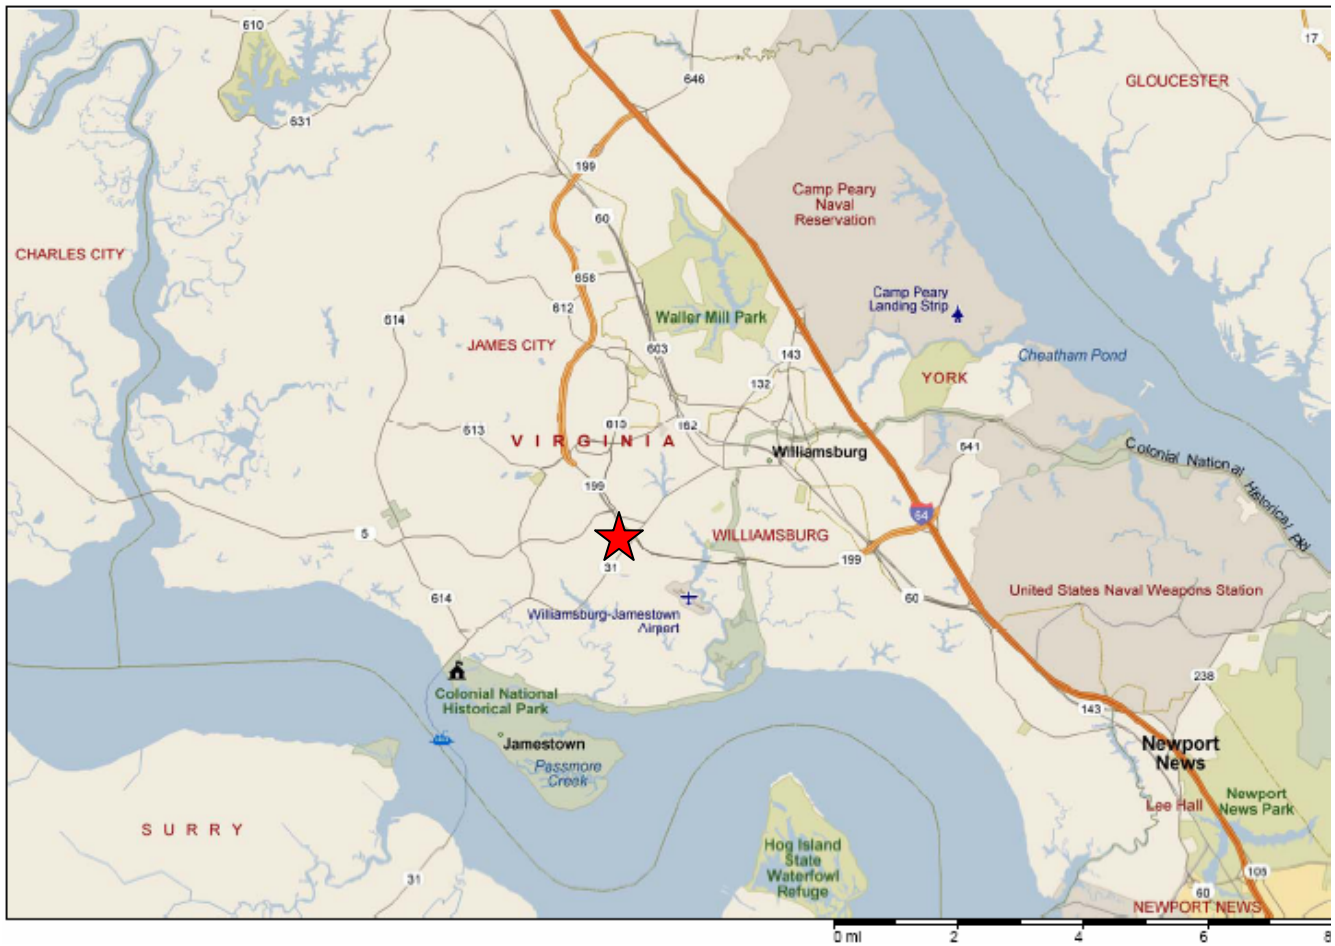 610
17
646
GLOUCESTER
631
199
Camp Peary
Naval
Reservation
60
CHARLES CITY
658
Camp Peary
Landing Strip
612
614
Waller Mill Park
JAMES CITY
603
143
Cheatham Pond
YORK
132
513
615
162
VIRGINIA
Williamsburg
641
Colonial National Historical Pkl
199
64
5
WILLIAMSBURG
199
31
United States Naval Weapons Station
614
60
Williamsburg-Jamestown
Airport
238
Colonial National
Historical Park
143
Jamestown
Newport
News
Passmore
Creek
Lee Hall
Newport
News Park
SURRY
Hog Island
State
Waterfowl
Refuge
31
105
60
NEWPORT NEWS
0 mi 2 4 6 8